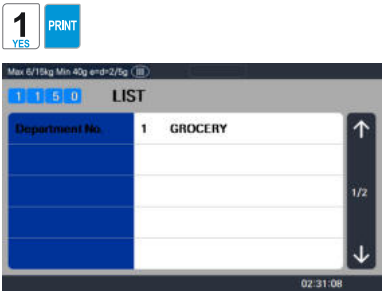 1
YES
PRINT
Max 6/15kg Min 40g e=d=2/5g
1 1 5 0 LIST
Department No. 1 GROCERY
1/2
02:31:08